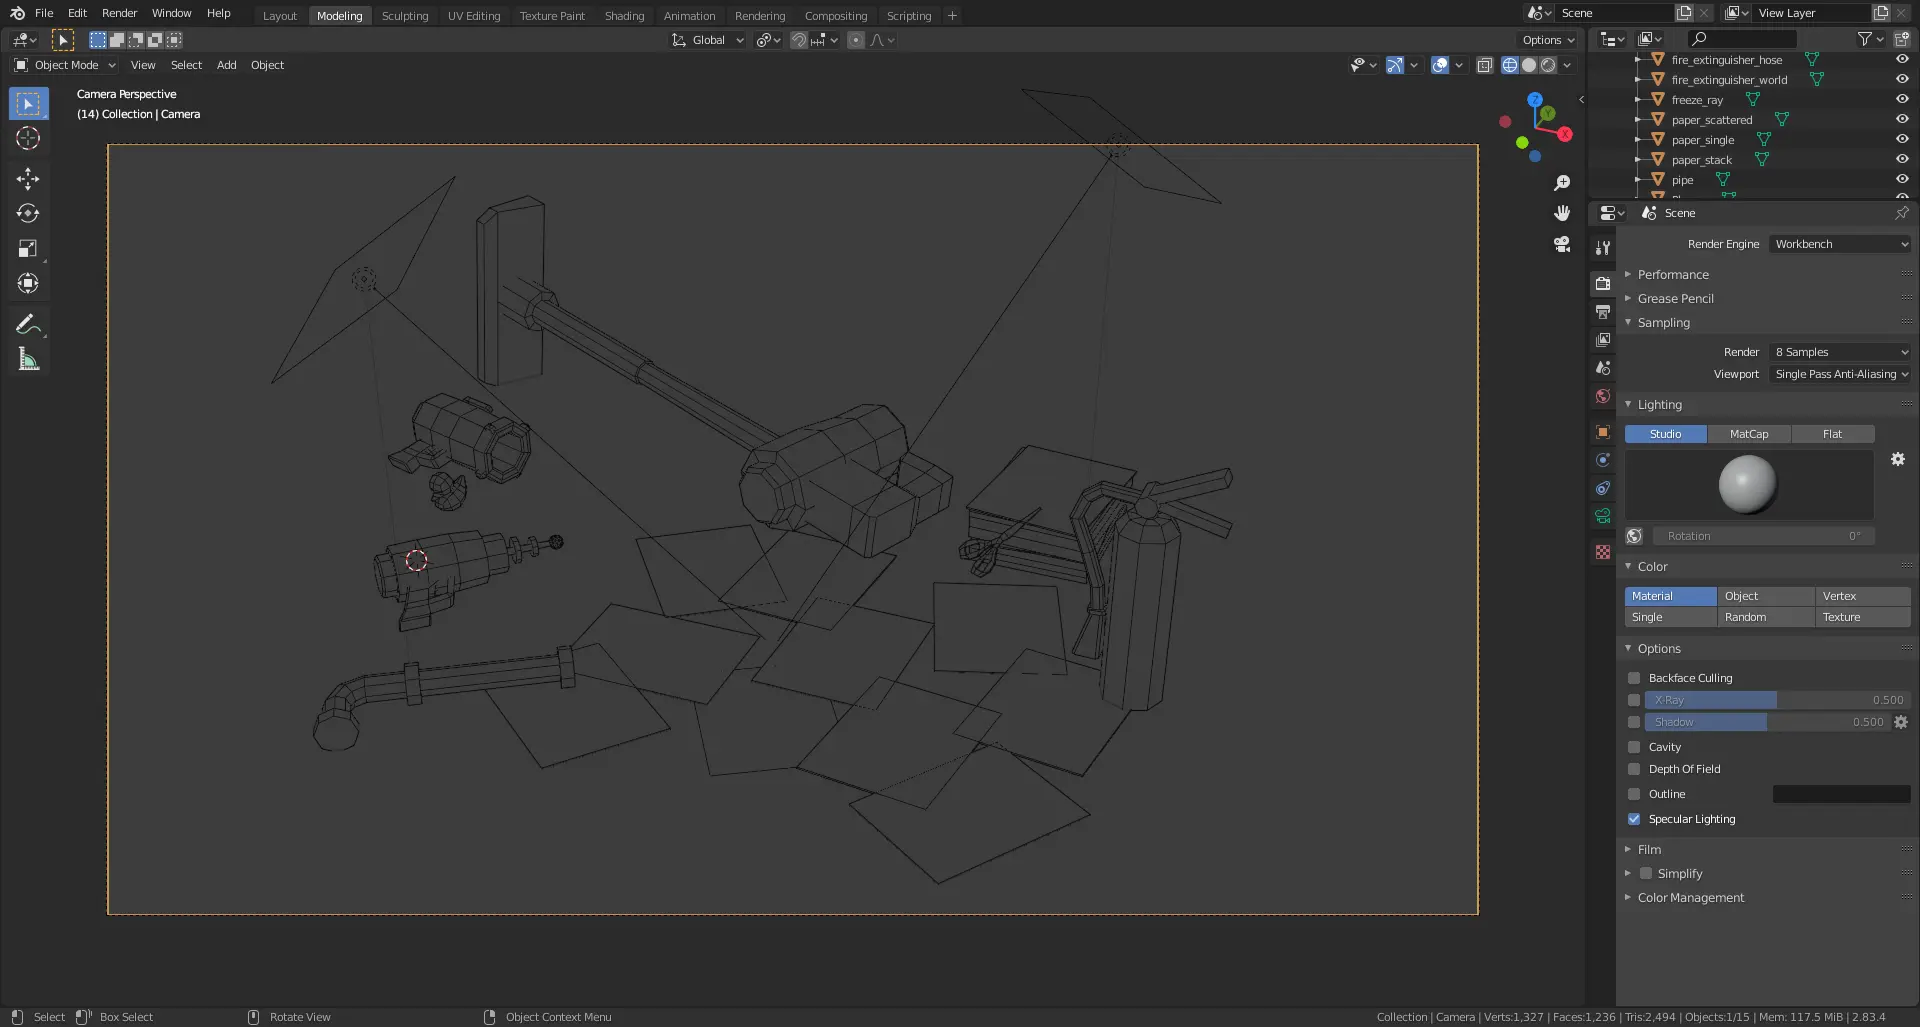 File Edit Render Window Help
Layout Modeling Sculpting UV Editing Texture Paint Shading Animation Rendering Compositing Scripting +
Scene
View Layer
Global
Options
Object Mode View Select Add Object
Camera Perspective
(14) Collection | Camera
Z
Y
X
fire_extinguisher_hose
fire_extinguisher_world
freeze_ray
paper_scattered
paper_single
paper_stack
pipe
Scene
Render Engine Workbench
Performance
Grease Pencil
Sampling
Render 8 Samples
Viewport Single Pass Anti-Aliasing
Lighting
Studio MatCap Flat
Rotation 0°
Color
Material Object Vertex
Single Random Texture
Options
Backface Culling
X-Ray 0.500
Shadow 0.500
Cavity
Depth Of Field
Outline
Specular Lighting
Film
Simplify
Color Management
Select Box Select Rotate View Object Context Menu
Collection | Camera | Verts:1,327 | Faces:1,236 | Tris:2,494 | Objects:1/15 | Mem: 117.5 MiB | 2.83.4